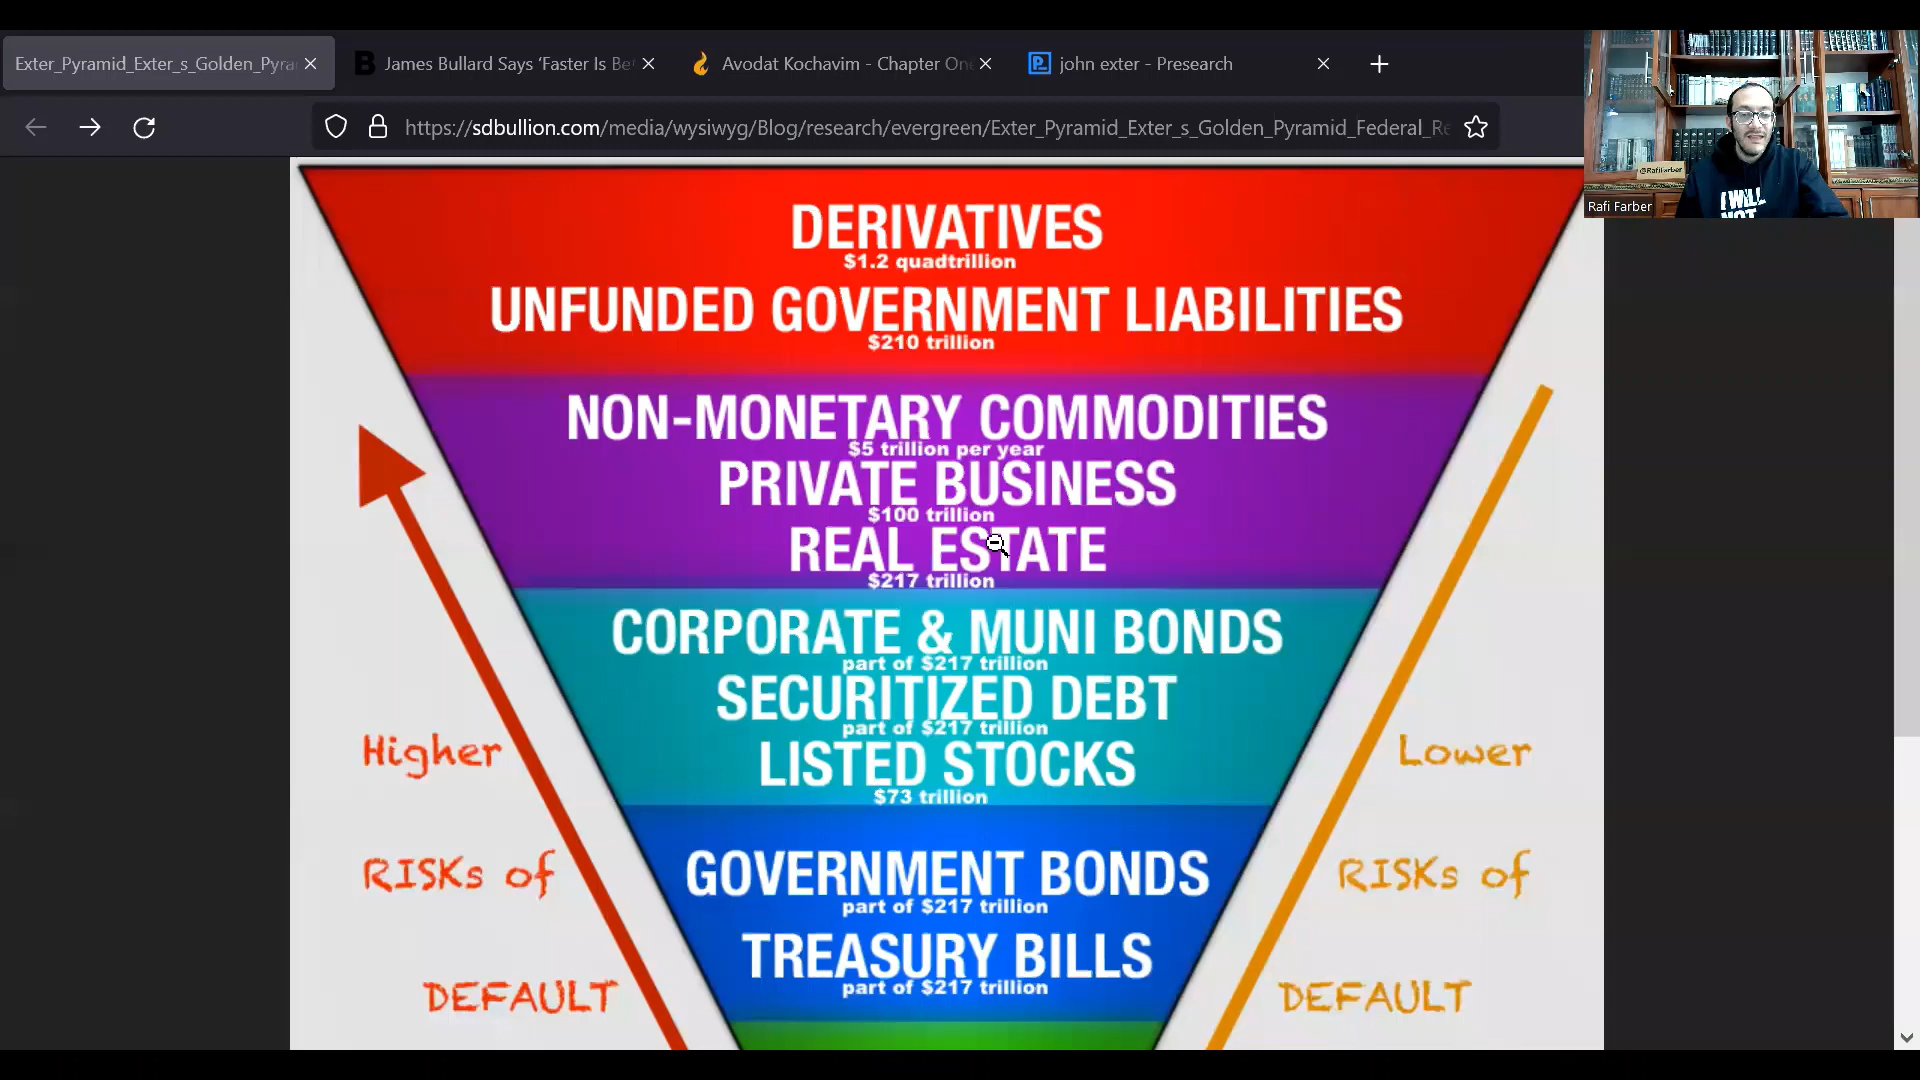 Exter_Pyramid_Exter_s_Golden_Pyra
James Bullard Says 'Faster Is Be
Avodat Kochavim - Chapter On
john exter - Presearch
https://sdbullion.com/media/wysiwyg/Blog/research/evergreen/Exter_Pyramid_Exter_s_Golden_Pyramid_Federal_Re
@RafiFarber
I WILL
NOT
Rafi Farber
DERIVATIVES
$1.2 quadtrillion
UNFUNDED GOVERNMENT LIABILITIES
$210 trillion
NON-MONETARY COMMODITIES
$5 trillion per year
PRIVATE BUSINESS
$100 trillion
REAL ESTATE
$217 trillion
CORPORATE & MUNI BONDS
part of $217 trillion
SECURITIZED DEBT
part of $217 trillion
LISTED STOCKS
$73 trillion
GOVERNMENT BONDS
part of $217 trillion
TREASURY BILLS
part of $217 trillion
Higher
RISKs of
DEFAULT
Lower
RISKs of
DEFAULT